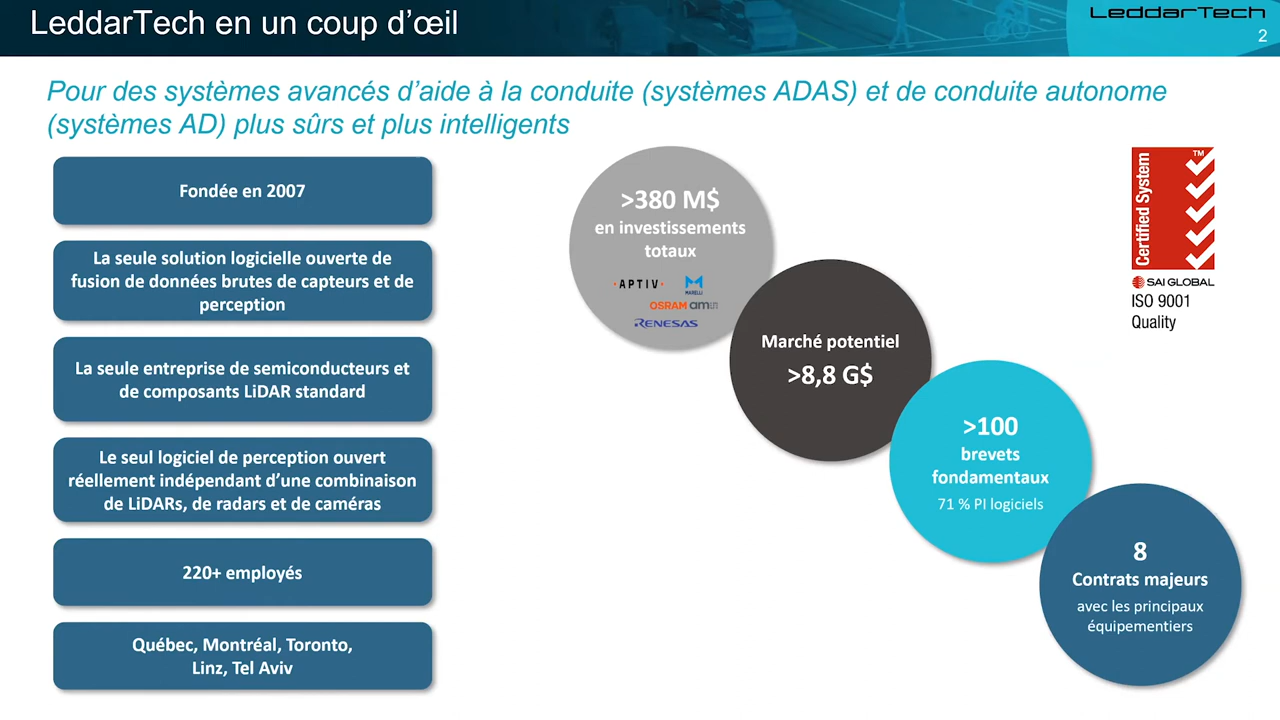 LeddarTech en un coup d’œil
LeddarTech
2
Pour des systèmes avancés d’aide à la conduite (systèmes ADAS) et de conduite autonome
(systèmes AD) plus sûrs et plus intelligents
Fondée en 2007
La seule solution logicielle ouverte de
fusion de données brutes de capteurs et de
perception
La seule entreprise de semiconducteurs et
de composants LiDAR standard
Le seul logiciel de perception ouvert
réellement indépendant d’une combinaison
de LiDARs, de radars et de caméras
220+ employés
Québec, Montréal, Toronto,
Linz, Tel Aviv
>380 M$
en investissements
totaux
• APTIV •
MARELLI
OSRAM am
RENESAS
Marché potentiel
>8,8 G$
>100
brevets
fondamentaux
71 % PI logiciels
8
Contrats majeurs
avec les principaux
équipementiers
Certified System
TM
SAI GLOBAL
ISO 9001
Quality